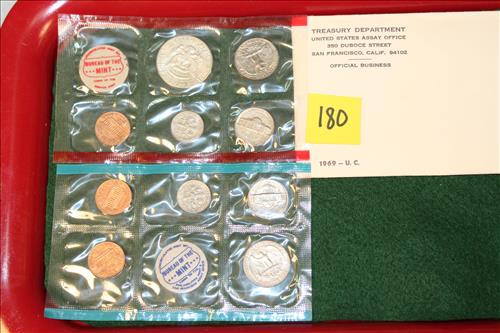 TREASURY DEPARTMENT
UNITED STATES ASSAY OFFICE
350 DUBOCE STREET
SAN FRANCISCO, CALIF. 94102
OFFICIAL BUSINESS
180
1969 – U. C.
BUREAU OF THE
MINT
BUREAU OF THE
MINT